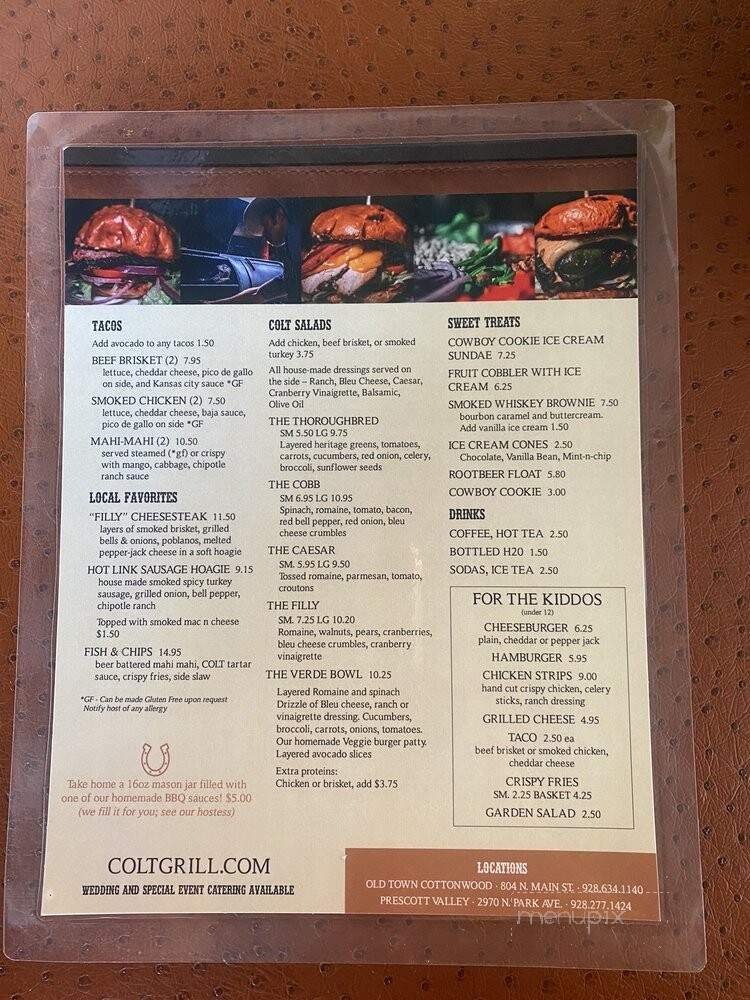 TACOS
Add avocado to any tacos 1.50
BEEF BRISKET (2) 7.95
lettuce, cheddar cheese, pico de gallo
on side, and Kansas city sauce *GF
SMOKED CHICKEN (2) 7.50
lettuce, cheddar cheese, baja sauce,
pico de gallo on side *GF
MAHI-MAHI (2) 10.50
served steamed (*gf) or crispy
with mango, cabbage, chipotle
ranch sauce
LOCAL FAVORITES
“FILLY” CHEESESTEAK 11.50
layers of smoked brisket, grilled
bells & onions, poblanos, melted
pepper-jack cheese in a soft hoagie
HOT LINK SAUSAGE HOAGIE 9.15
house made smoked spicy turkey
sausage, grilled onion, bell pepper,
chipotle ranch
Topped with smoked mac n cheese
$1.50
FISH & CHIPS 14.95
beer battered mahi mahi, COLT tartar
sauce, crispy fries, side slaw
*GF - Can be made Gluten Free upon request
Notify host of any allergy
Take home a 16oz mason jar filled with
one of our homemade BBQ sauces! $5.00
(we fill it for you; see our hostess)
COLT SALADS
Add chicken, beef brisket, or smoked
turkey 3.75
All house-made dressings served on
the side – Ranch, Bleu Cheese, Caesar,
Cranberry Vinaigrette, Balsamic,
Olive Oil
THE THOROUGHBRED
SM 5.50 LG 9.75
Layered heritage greens, tomatoes,
carrots, cucumbers, red onion, celery,
broccoli, sunflower seeds
THE COBB
SM 6.95 LG 10.95
Spinach, romaine, tomato, bacon,
red bell pepper, red onion, bleu
cheese crumbles
THE CAESAR
SM. 5.95 LG 9.50
Tossed romaine, parmesan, tomato,
croutons
THE FILLY
SM. 7.25 LG 10.20
Romaine, walnuts, pears, cranberries,
bleu cheese crumbles, cranberry
vinaigrette
THE VERDE BOWL 10.25
Layered Romaine and spinach
Drizzle of Bleu cheese, ranch or
vinaigrette dressing. Cucumbers,
broccoli, carrots, onions, tomatoes.
Our homemade Veggie burger patty.
Layered avocado slices
Extra proteins:
Chicken or brisket, add $3.75
SWEET TREATS
COWBOY COOKIE ICE CREAM
SUNDAE 7.25
FRUIT COBBLER WITH ICE
CREAM 6.25
SMOKED WHISKEY BROWNIE 7.50
bourbon caramel and buttercream.
Add vanilla ice cream 1.50
ICE CREAM CONES 2.50
Chocolate, Vanilla Bean, Mint-n-chip
ROOTBEER FLOAT 5.80
COWBOY COOKIE 3.00
DRINKS
COFFEE, HOT TEA 2.50
BOTTLED H20 1.50
SODAS, ICE TEA 2.50
FOR THE KIDDOS
(under 12)
CHEESEBURGER 6.25
plain, cheddar or pepper jack
HAMBURGER 5.95
CHICKEN STRIPS 9.00
hand cut crispy chicken, celery
sticks, ranch dressing
GRILLED CHEESE 4.95
TACO 2.50 ea
beef brisket or smoked chicken,
cheddar cheese
CRISPY FRIES
SM. 2.25 BASKET 4.25
GARDEN SALAD 2.50
COLTGRILL.COM
WEDDING AND SPECIAL EVENT CATERING AVAILABLE
LOCATIONS
OLD TOWN COTTONWOOD · 804 N. MAIN ST. · 928.634.1140
PRESCOTT VALLEY · 2970 N. PARK AVE. · 928.277.1424
menupix